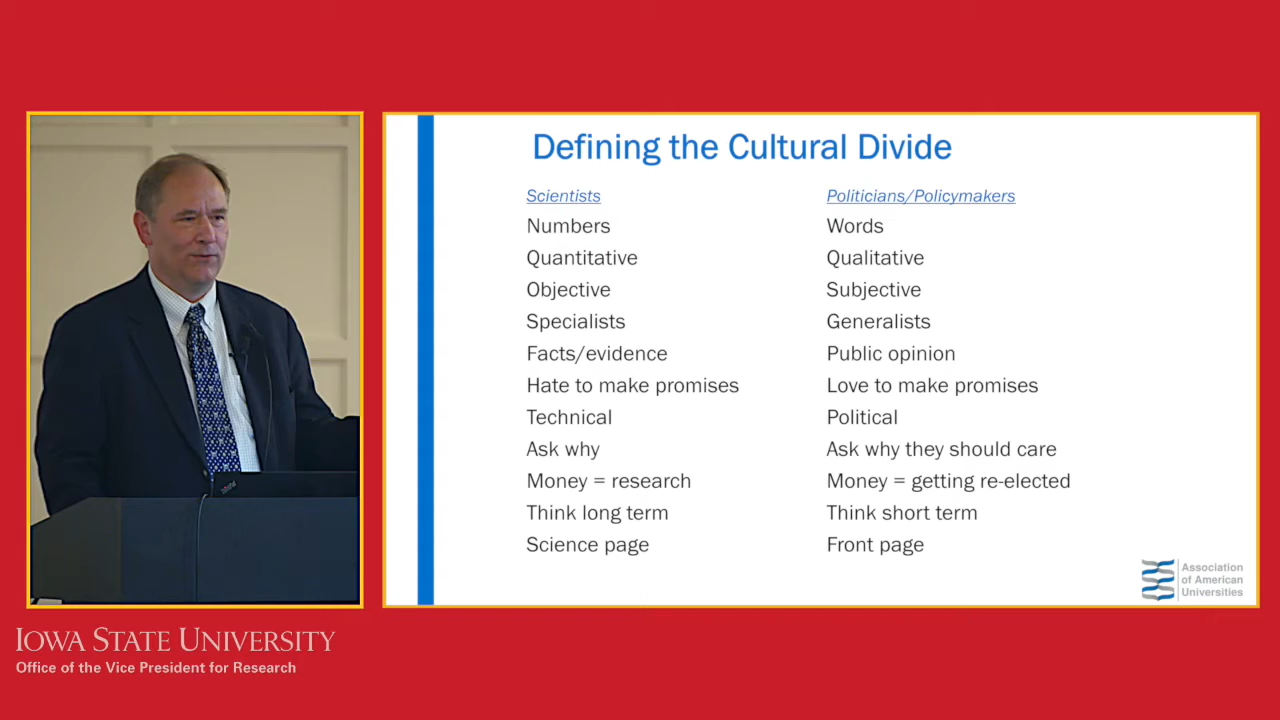 Defining the Cultural Divide
Scientists Politicians/Policymakers
Numbers Words
Quantitative Qualitative
Objective Subjective
Specialists Generalists
Facts/evidence Public opinion
Hate to make promises Love to make promises
Technical Political
Ask why Ask why they should care
Money = research Money = getting re-elected
Think long term Think short term
Science page Front page
Association
of American
Universities
IOWA STATE UNIVERSITY
Office of the Vice President for Research